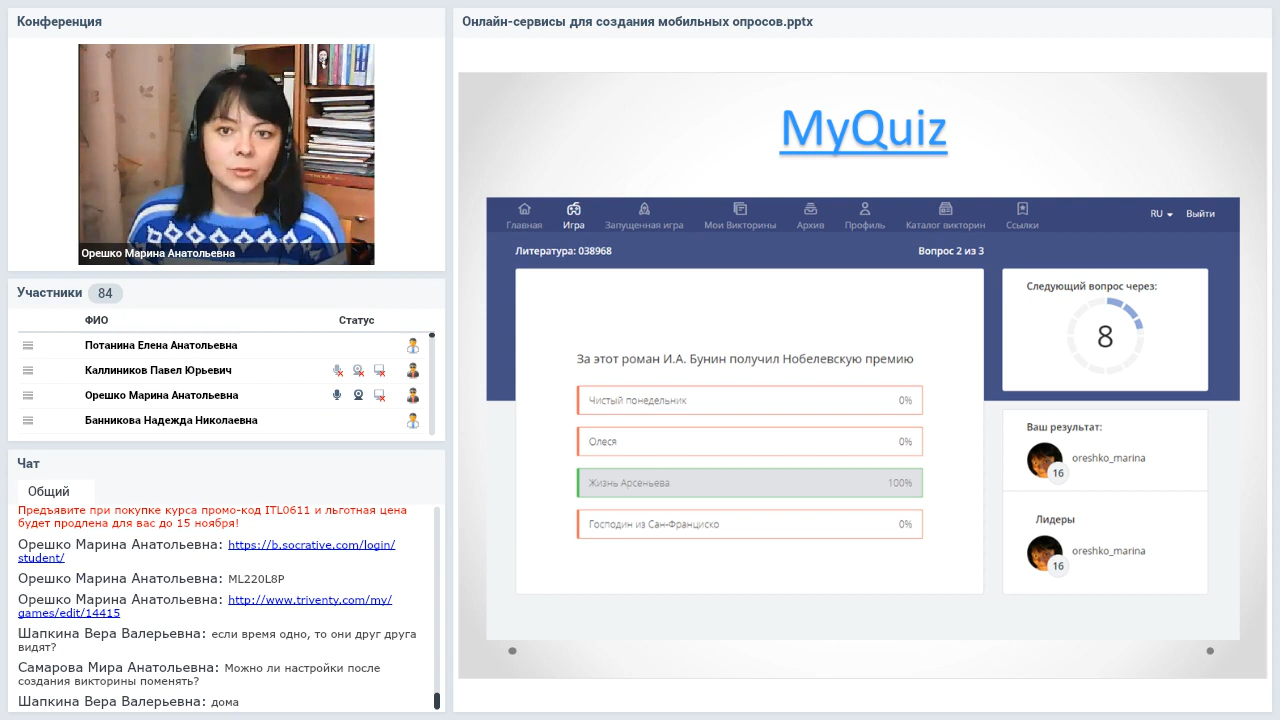 Конференция
Орешко Марина Анатольевна
Участники 84
ФИО Статус
Потанина Елена Анатольевна
Каллиников Павел Юрьевич
Орешко Марина Анатольевна
Банникова Надежда Николаевна
Чат
Общий
Предъявите при покупке курса промо-код ITL0611 и льготная цена
будет продлена для вас до 15 ноября!
Орешко Марина Анатольевна: https://b.socrative.com/login/
student/
Орешко Марина Анатольевна: ML220L8P
Орешко Марина Анатольевна: http://www.triventy.com/my/
games/edit/14415
Шапкина Вера Валерьевна: если время одно, то они друг друга
видят?
Самарова Мира Анатольевна: Можно ли настройки после
создания викторины поменять?
Шапкина Вера Валерьевна: дома
Онлайн-сервисы для создания мобильных опросов.pptx
MyQuiz
Главная Игра Запущенная игра Мои Викторины Архив Профиль Каталог викторин Ссылки RU Выйти
Литература: 038968 Вопрос 2 из 3
За этот роман И.А. Бунин получил Нобелевскую премию
Чистый понедельник 0%
Олеся 0%
Жизнь Арсеньева 100%
Господин из Сан-Франциско 0%
Следующий вопрос через:
8
Ваш результат:
oreshko_marina
16
Лидеры
oreshko_marina
16